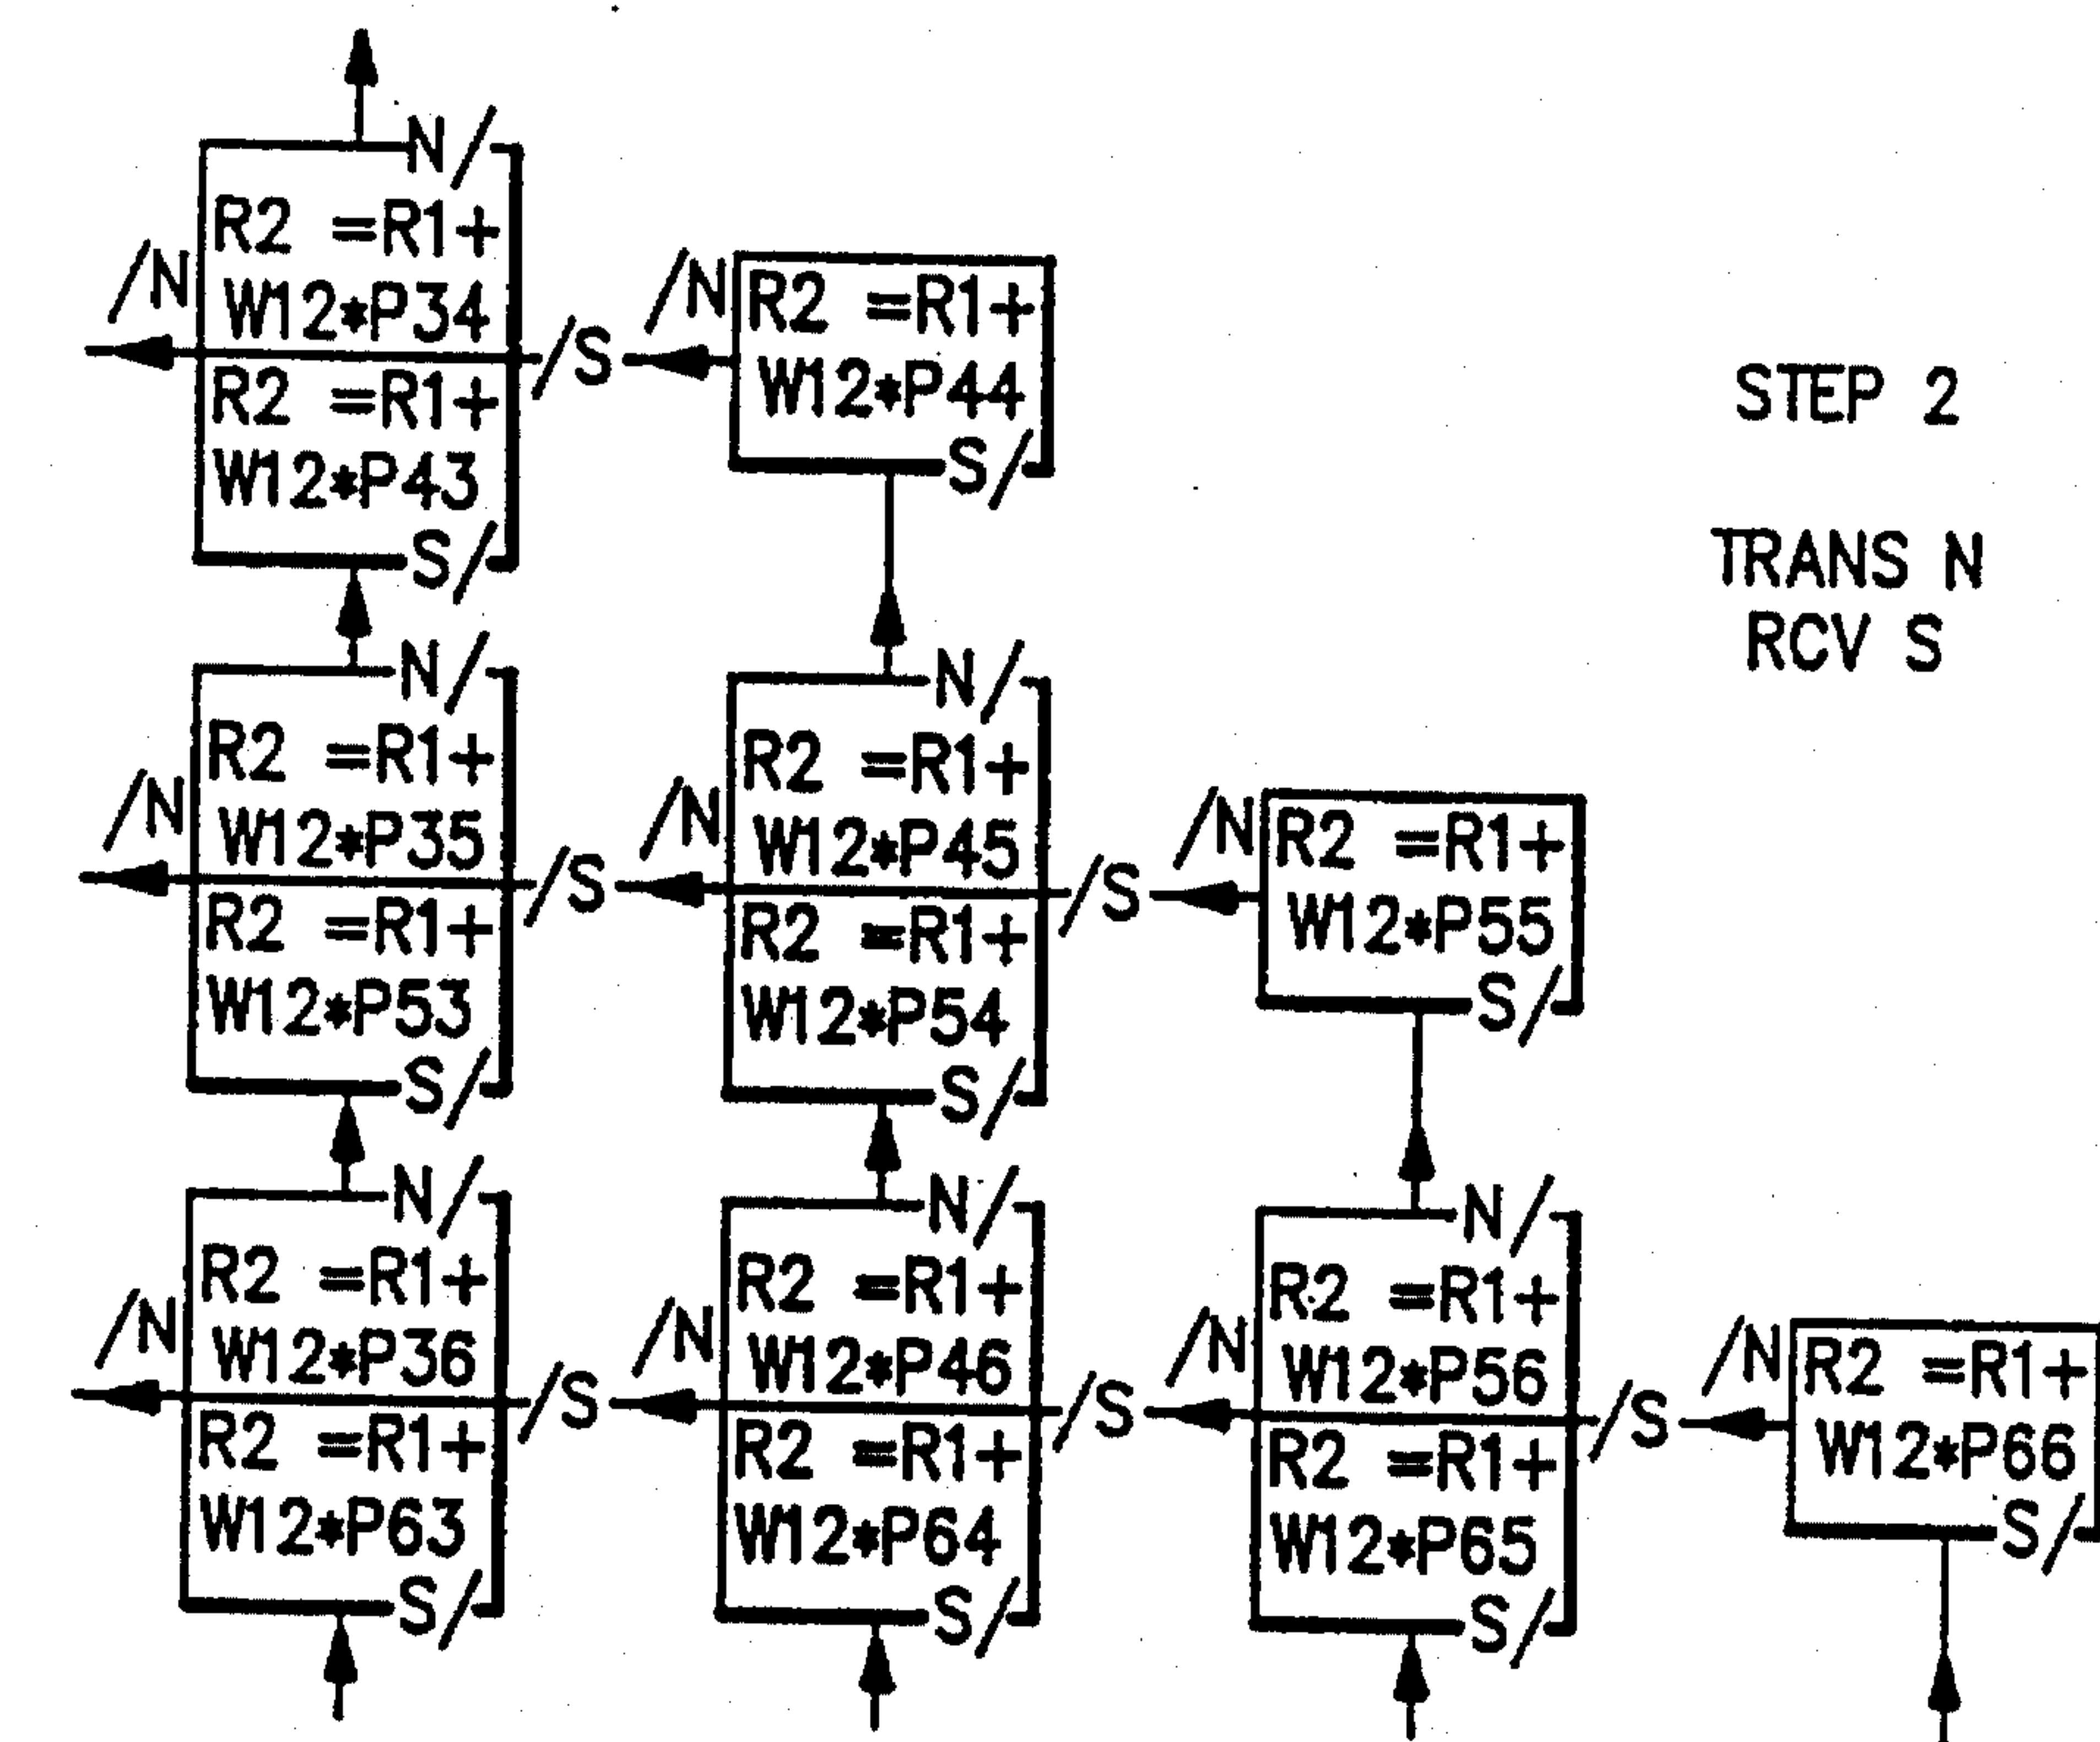 N/
R2 =R1+
W12*P34
/N
R2 =R1+
W12*P43
/S
S/
/N
R2 =R1+
W12*P44
S/
STEP 2
TRANS N
RCV S
N/
R2 =R1+
W12*P35
/N
R2 =R1+
W12*P53
/S
S/
N/
R2 =R1+
W12*P45
/N
R2 =R1+
W12*P54
/S
S/
/N
R2 =R1+
W12*P55
S/
N/
R2 =R1+
W12*P36
/N
R2 =R1+
W12*P63
/S
S/
N/
R2 =R1+
W12*P46
/N
R2 =R1+
W12*P64
/S
S/
N/
R2 =R1+
W12*P56
/N
R2 =R1+
W12*P65
/S
S/
/N
R2 =R1+
W12*P66
S/